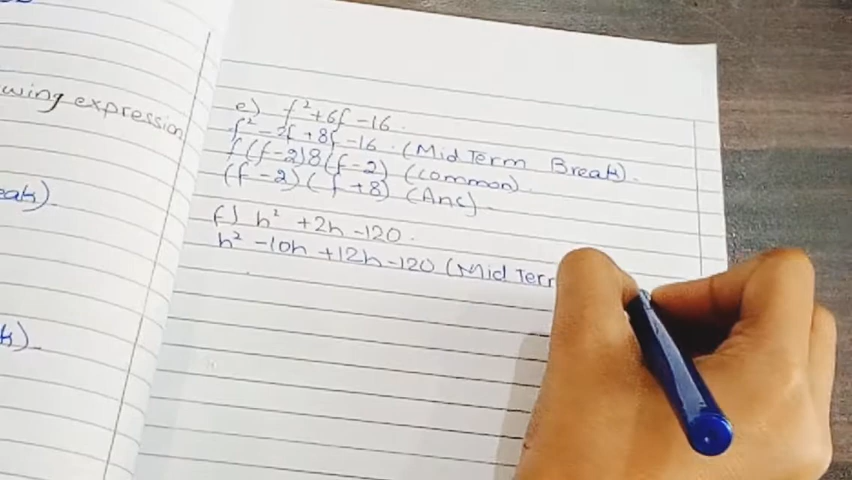 wing expression
eak).
k).
e) f² + 6f - 16.
f² - 2f + 8f - 16. (Mid Term Break).
f (f - 2) 8 (f - 2) (common).
(f - 2) ( f + 8) (Ans).
f) h² + 2h - 120.
h² - 10h + 12h - 120 (Mid Term